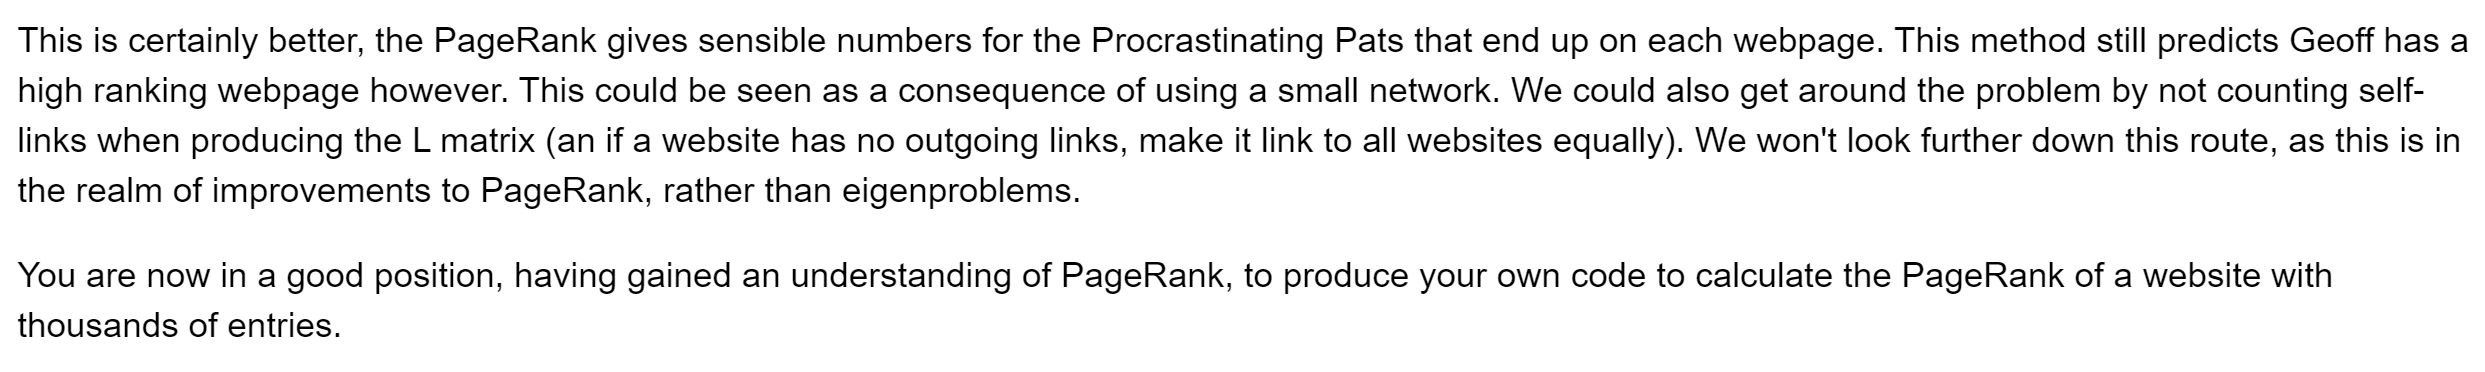 This is certainly better, the PageRank gives sensible numbers for the Procrastinating Pats that end up on each webpage. This method still predicts Geoff has a
high ranking webpage however. This could be seen as a consequence of using a small network. We could also get around the problem by not counting self-
links when producing the L matrix (an if a website has no outgoing links, make it link to all websites equally). We won't look further down this route, as this is in
the realm of improvements to PageRank, rather than eigenproblems.
You are now in a good position, having gained an understanding of PageRank, to produce your own code to calculate the PageRank of a website with
thousands of entries.